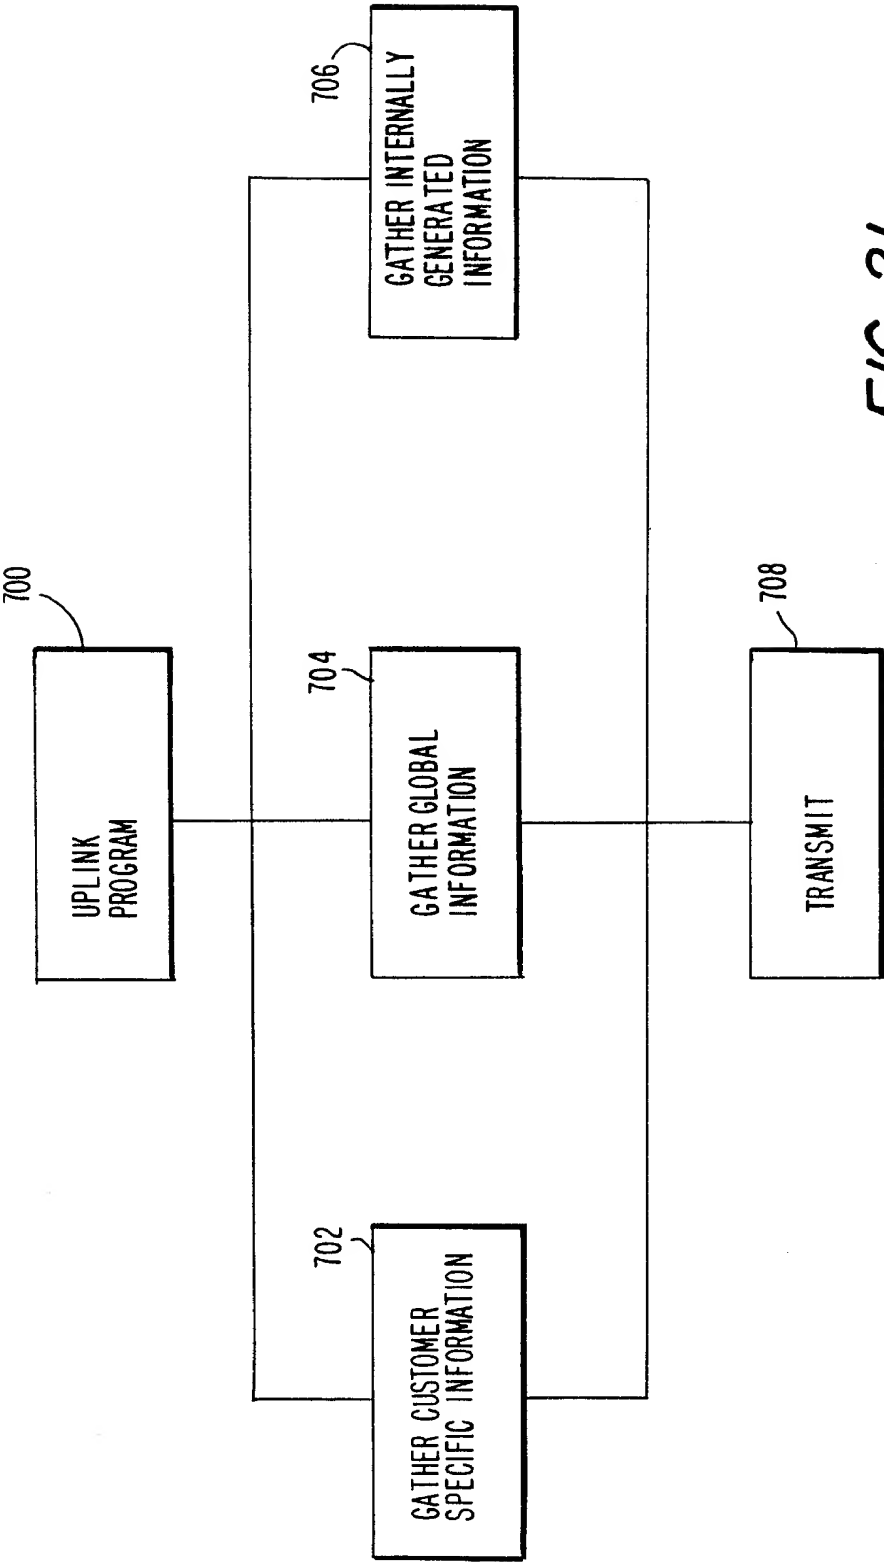 700
UPLINK
PROGRAM
702
GATHER CUSTOMER
SPECIFIC INFORMATION
704
GATHER GLOBAL
INFORMATION
706
GATHER INTERNALLY
GENERATED
INFORMATION
708
TRANSMIT